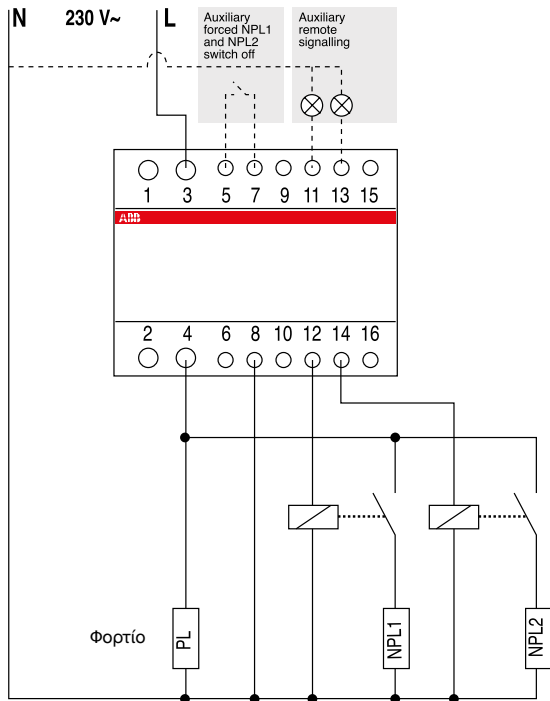 N 230 V~ L
Auxiliary
forced NPL1
and NPL2
switch off
Auxiliary
remote
signalling
1 3 5 7 9 11 13 15
ABB
2 4 6 8 10 12 14 16
Φορτίο
PL
NPL1
NPL2